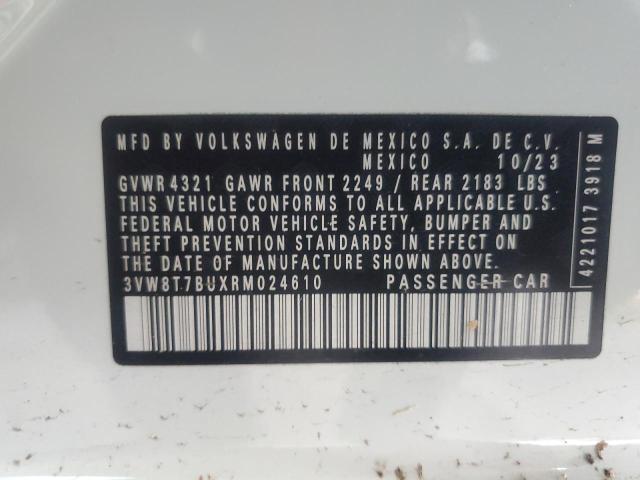 MFD BY VOLKSWAGEN DE MEXICO S.A. DE C.V.
MEXICO 10/23
GVWR 4321 GAWR FRONT 2249 / REAR 2183 LBS
THIS VEHICLE CONFORMS TO ALL APPLICABLE U.S.
FEDERAL MOTOR VEHICLE SAFETY, BUMPER AND
THEFT PREVENTION STANDARDS IN EFFECT ON
THE DATE OF MANUFACTURE SHOWN ABOVE.
3VW8T7BUXRM024610 PASSENGER CAR
4221017 3918 M